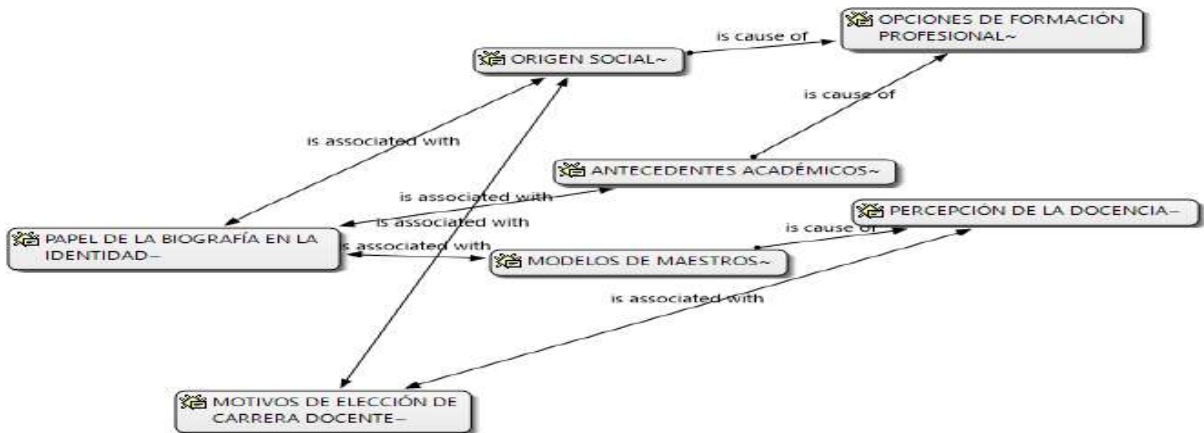 OPCIONES DE FORMACIÓN
PROFESIONAL~
is cause of
ORIGEN SOCIAL~
is cause of
is associated with
ANTECEDENTES ACADÉMICOS~
is associated with
PERCEPCIÓN DE LA DOCENCIA~
is associated with
is cause of
PAPEL DE LA BIOGRAFÍA EN LA
IDENTIDAD~
is associated with
MODELOS DE MAESTROS~
is associated with
MOTIVOS DE ELECCIÓN DE
CARRERA DOCENTE~